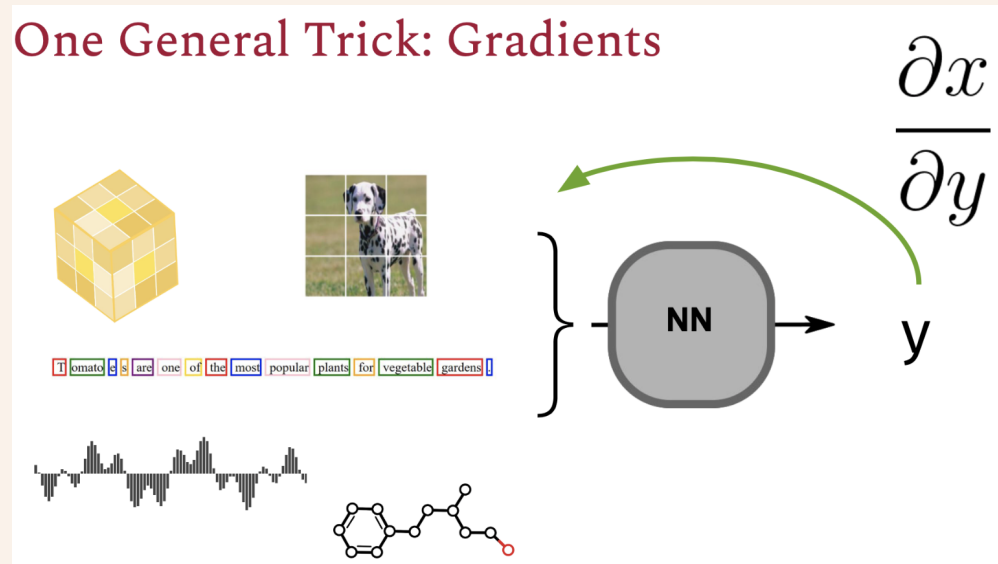 One General Trick: Gradients
∂x
∂y
T omato e s are one of the most popular plants for vegetable gardens .
NN
y